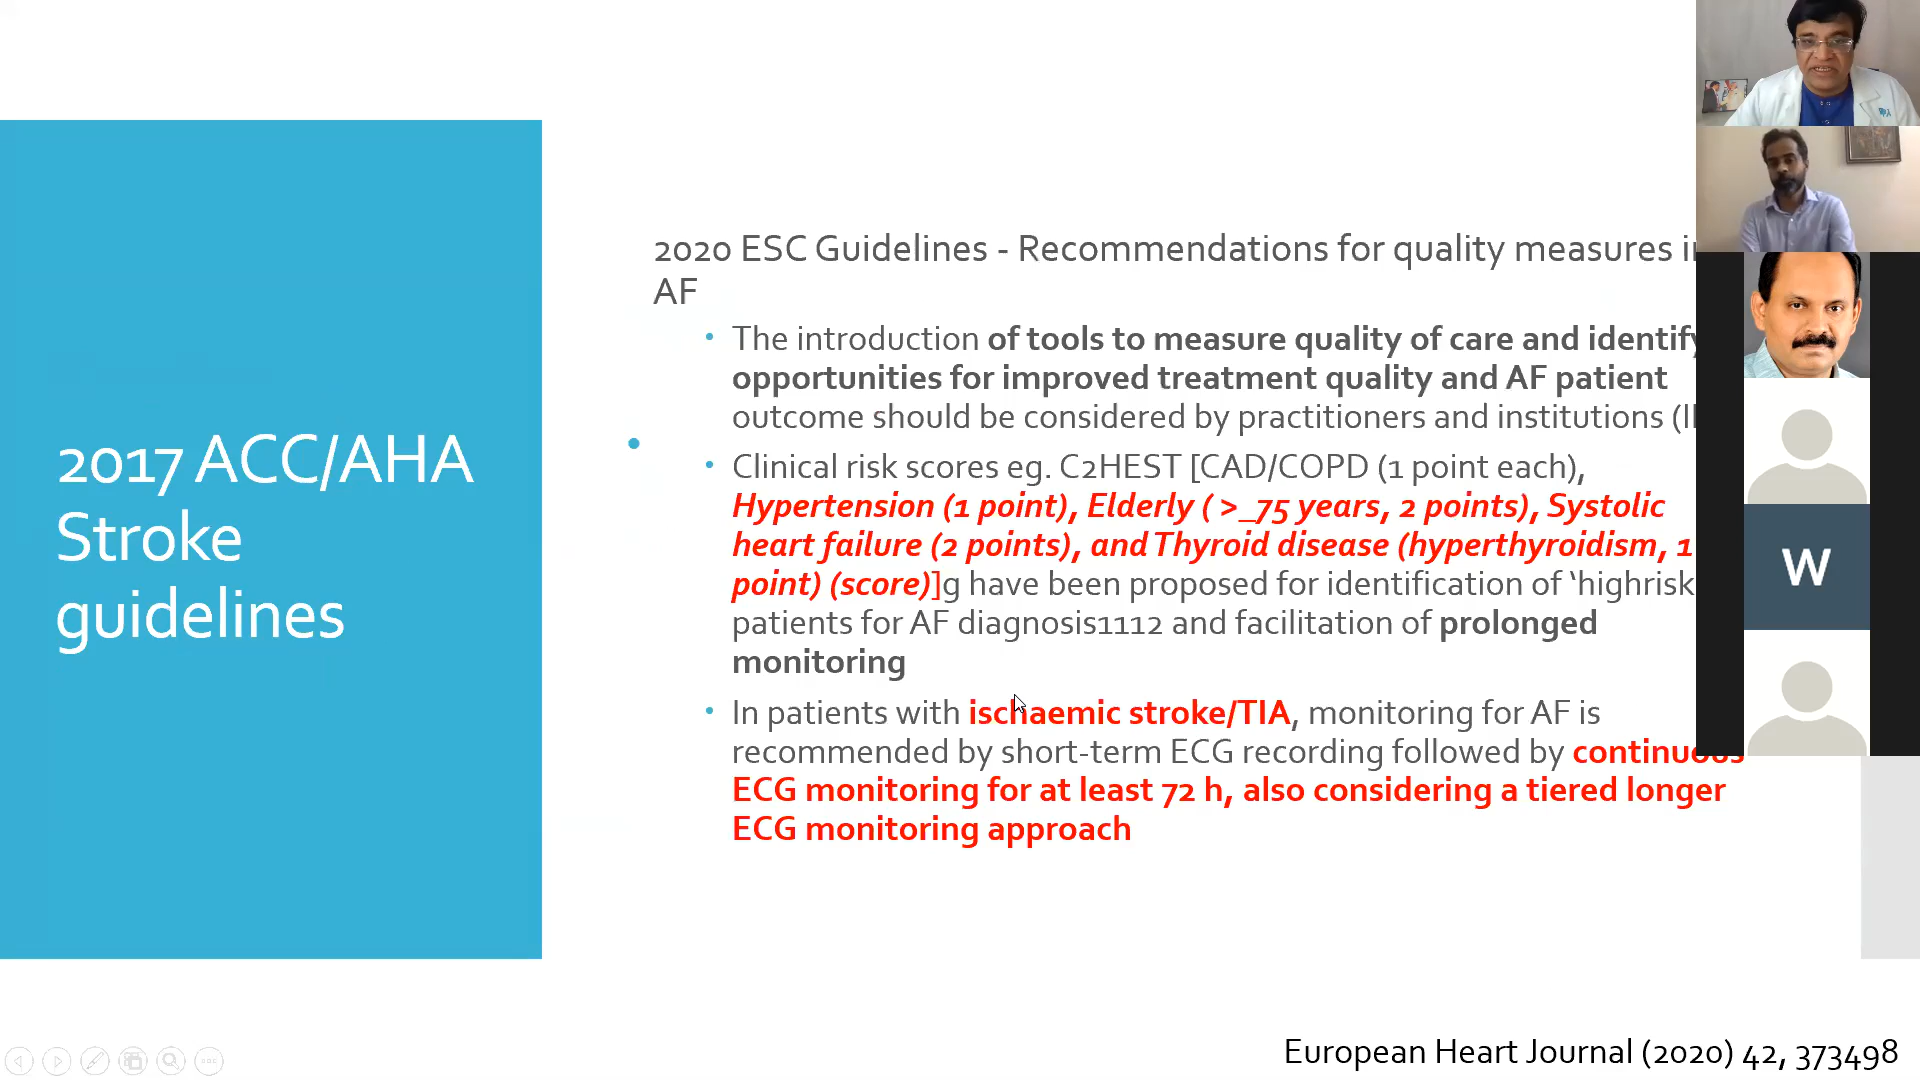 2017 ACC/AHA
Stroke
guidelines
2020 ESC Guidelines - Recommendations for quality measures in
AF
• The introduction of tools to measure quality of care and identify
opportunities for improved treatment quality and AF patient
outcome should be considered by practitioners and institutions
• Clinical risk scores eg. C2HEST [CAD/COPD (1 point each),
Hypertension (1 point), Elderly ( >_75 years, 2 points), Systolic
heart failure (2 points), and Thyroid disease (hyperthyroidism, 1
point) (score)]g have been proposed for identification of ‘highrisk
patients for AF diagnosis1112 and facilitation of prolonged
monitoring
• In patients with ischaemic stroke/TIA, monitoring for AF is
recommended by short-term ECG recording followed by continuous
ECG monitoring for at least 72 h, also considering a tiered longer
ECG monitoring approach
W
European Heart Journal (2020) 42, 373498